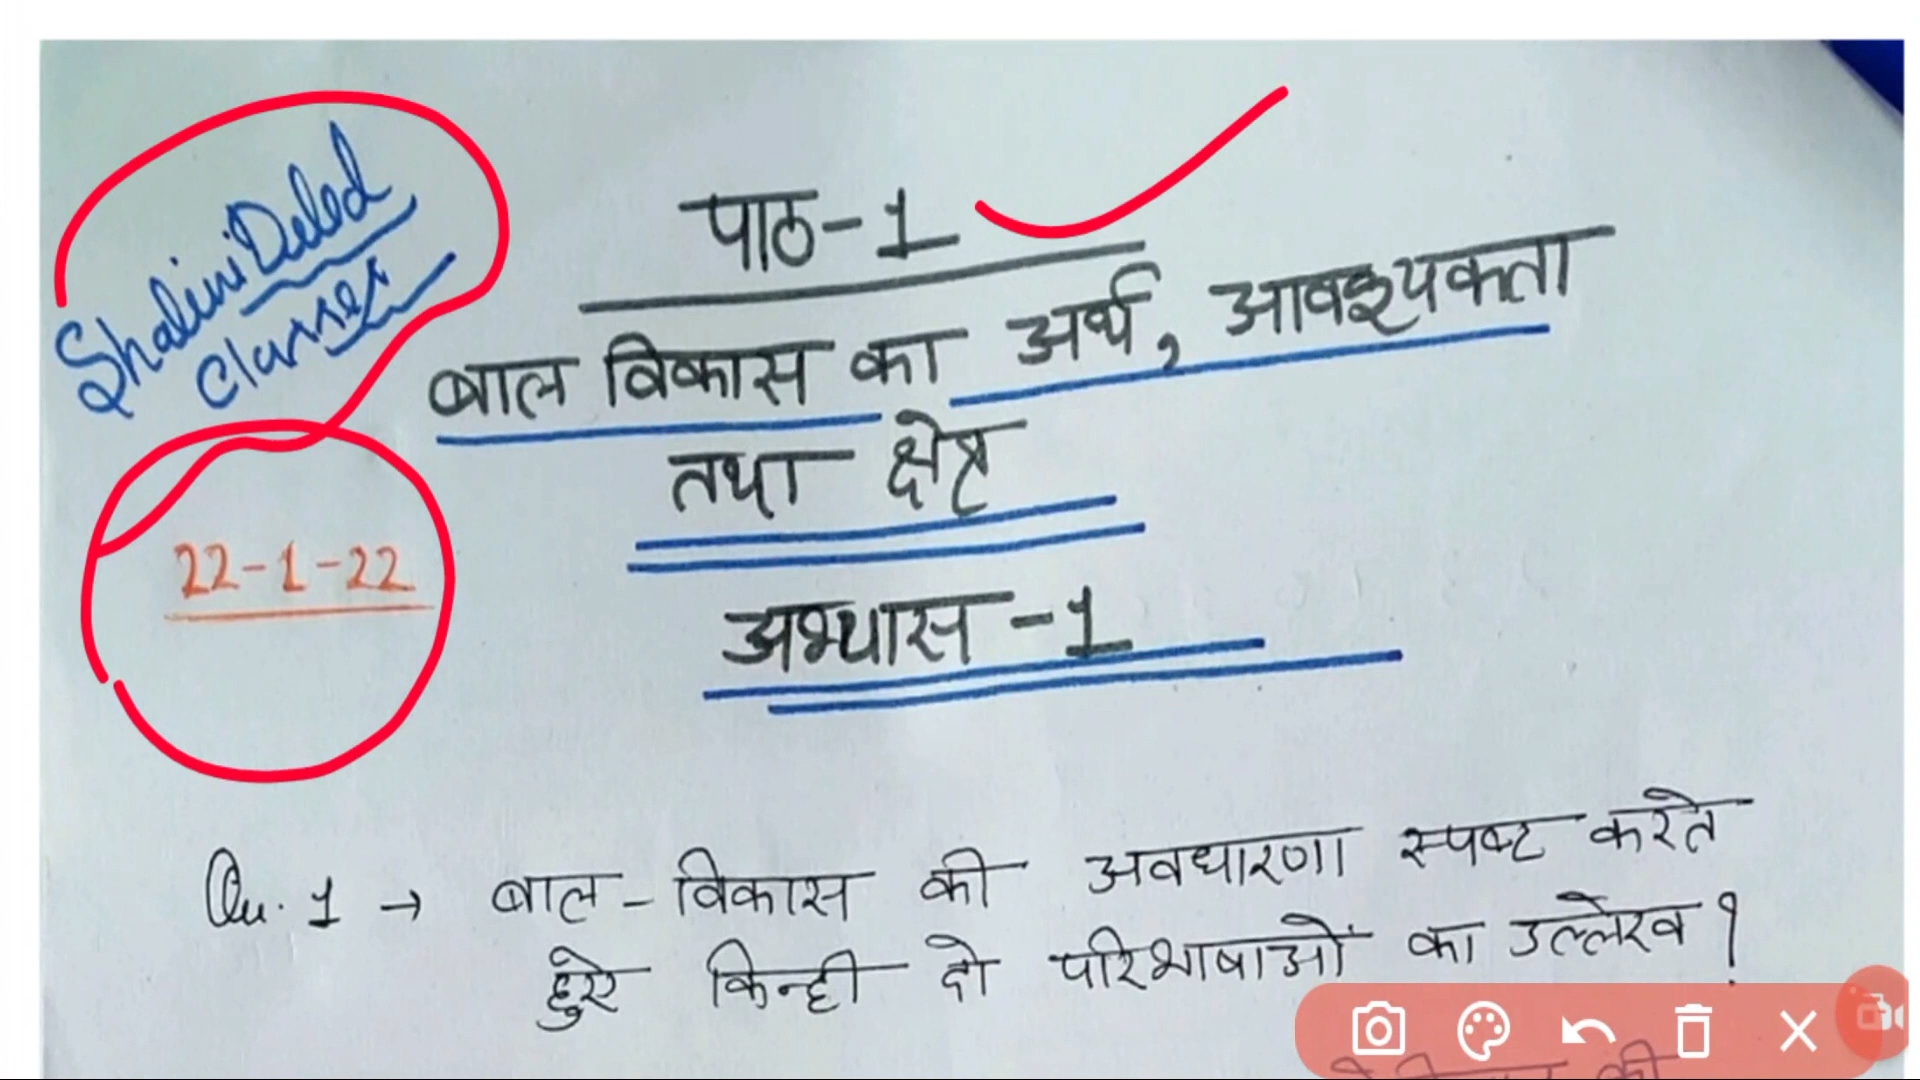 Shalini Deled
classes
पाठ-1
बाल विकास का अर्थ, आवश्यकता
तथा क्षेत्र
22-1-22
अभ्यास-1
Qu. 1 → बाल-विकास की अवधारणा स्पष्ट करते
हुए किन्ही दो परिभाषाओं का उल्लेख?
की